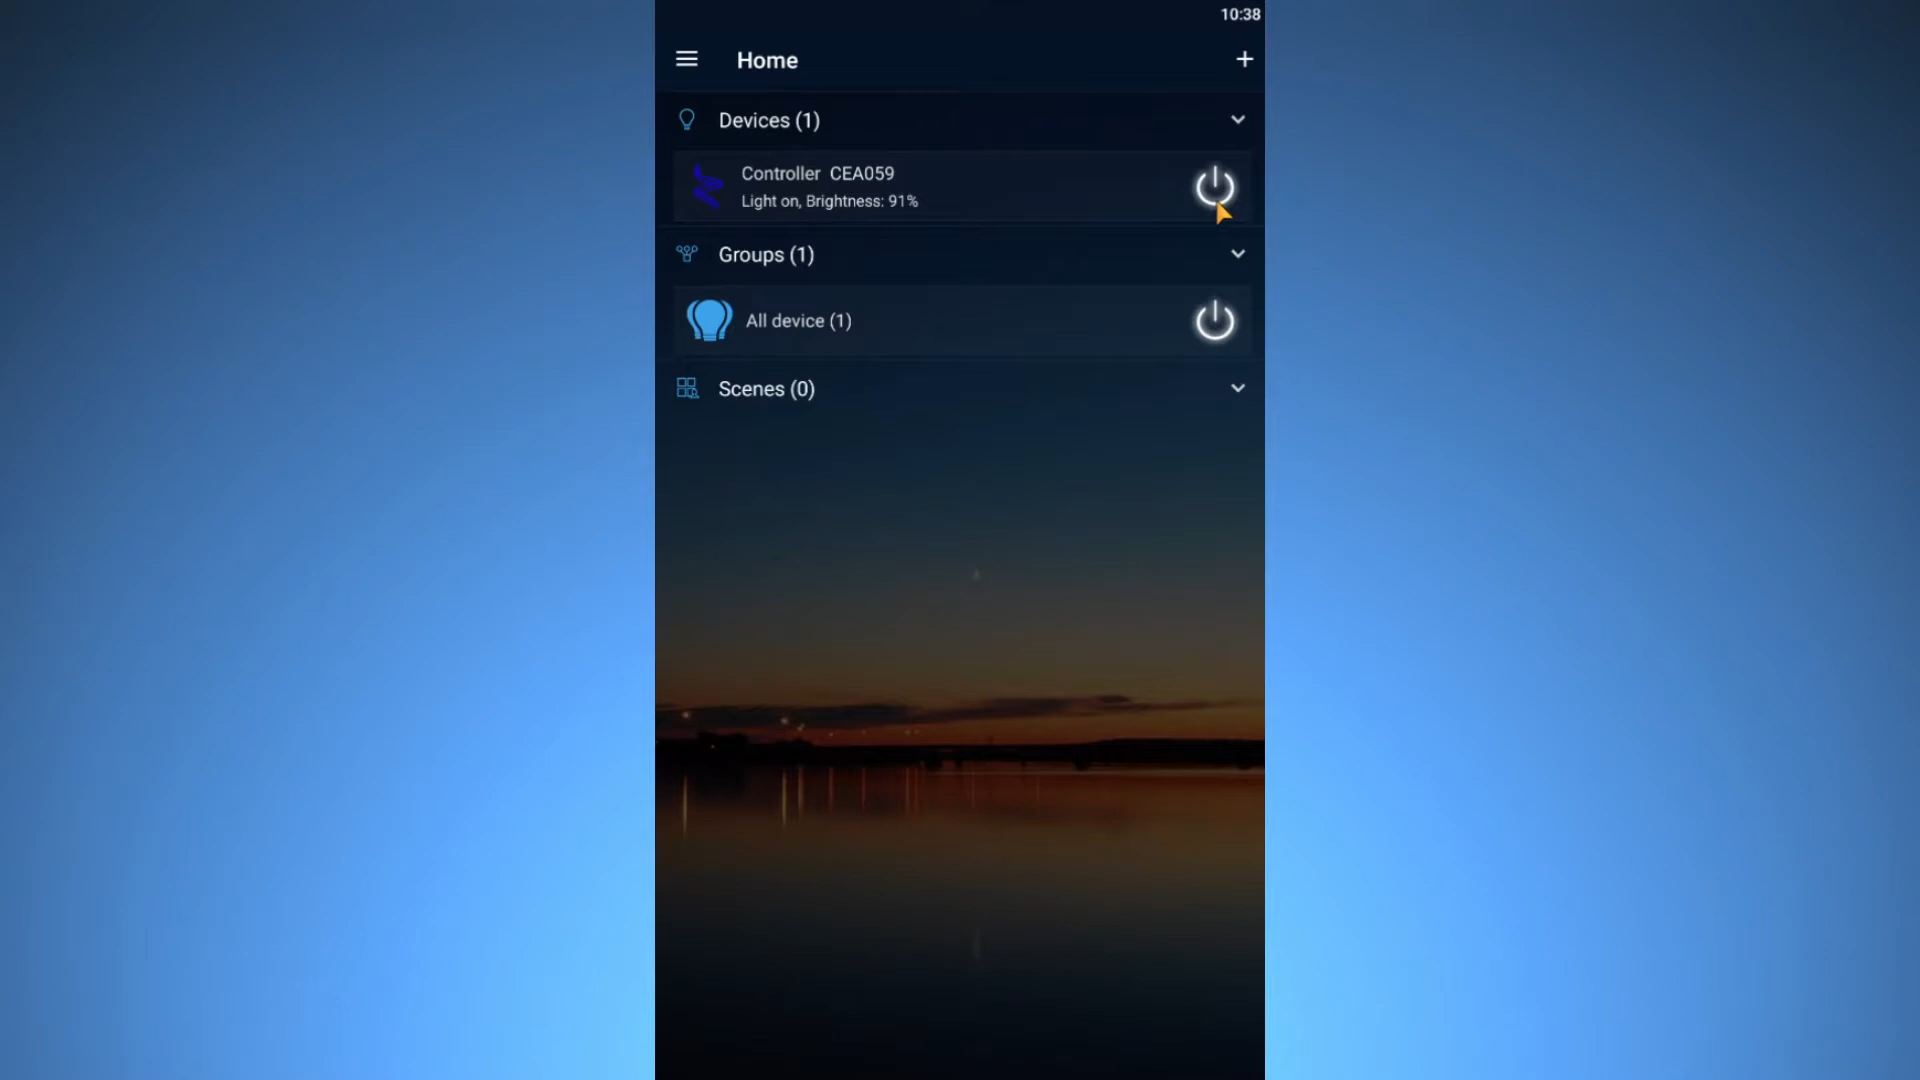 10:38
Home
Devices (1)
Controller CEA059
Light on, Brightness: 91%
Groups (1)
All device (1)
Scenes (0)